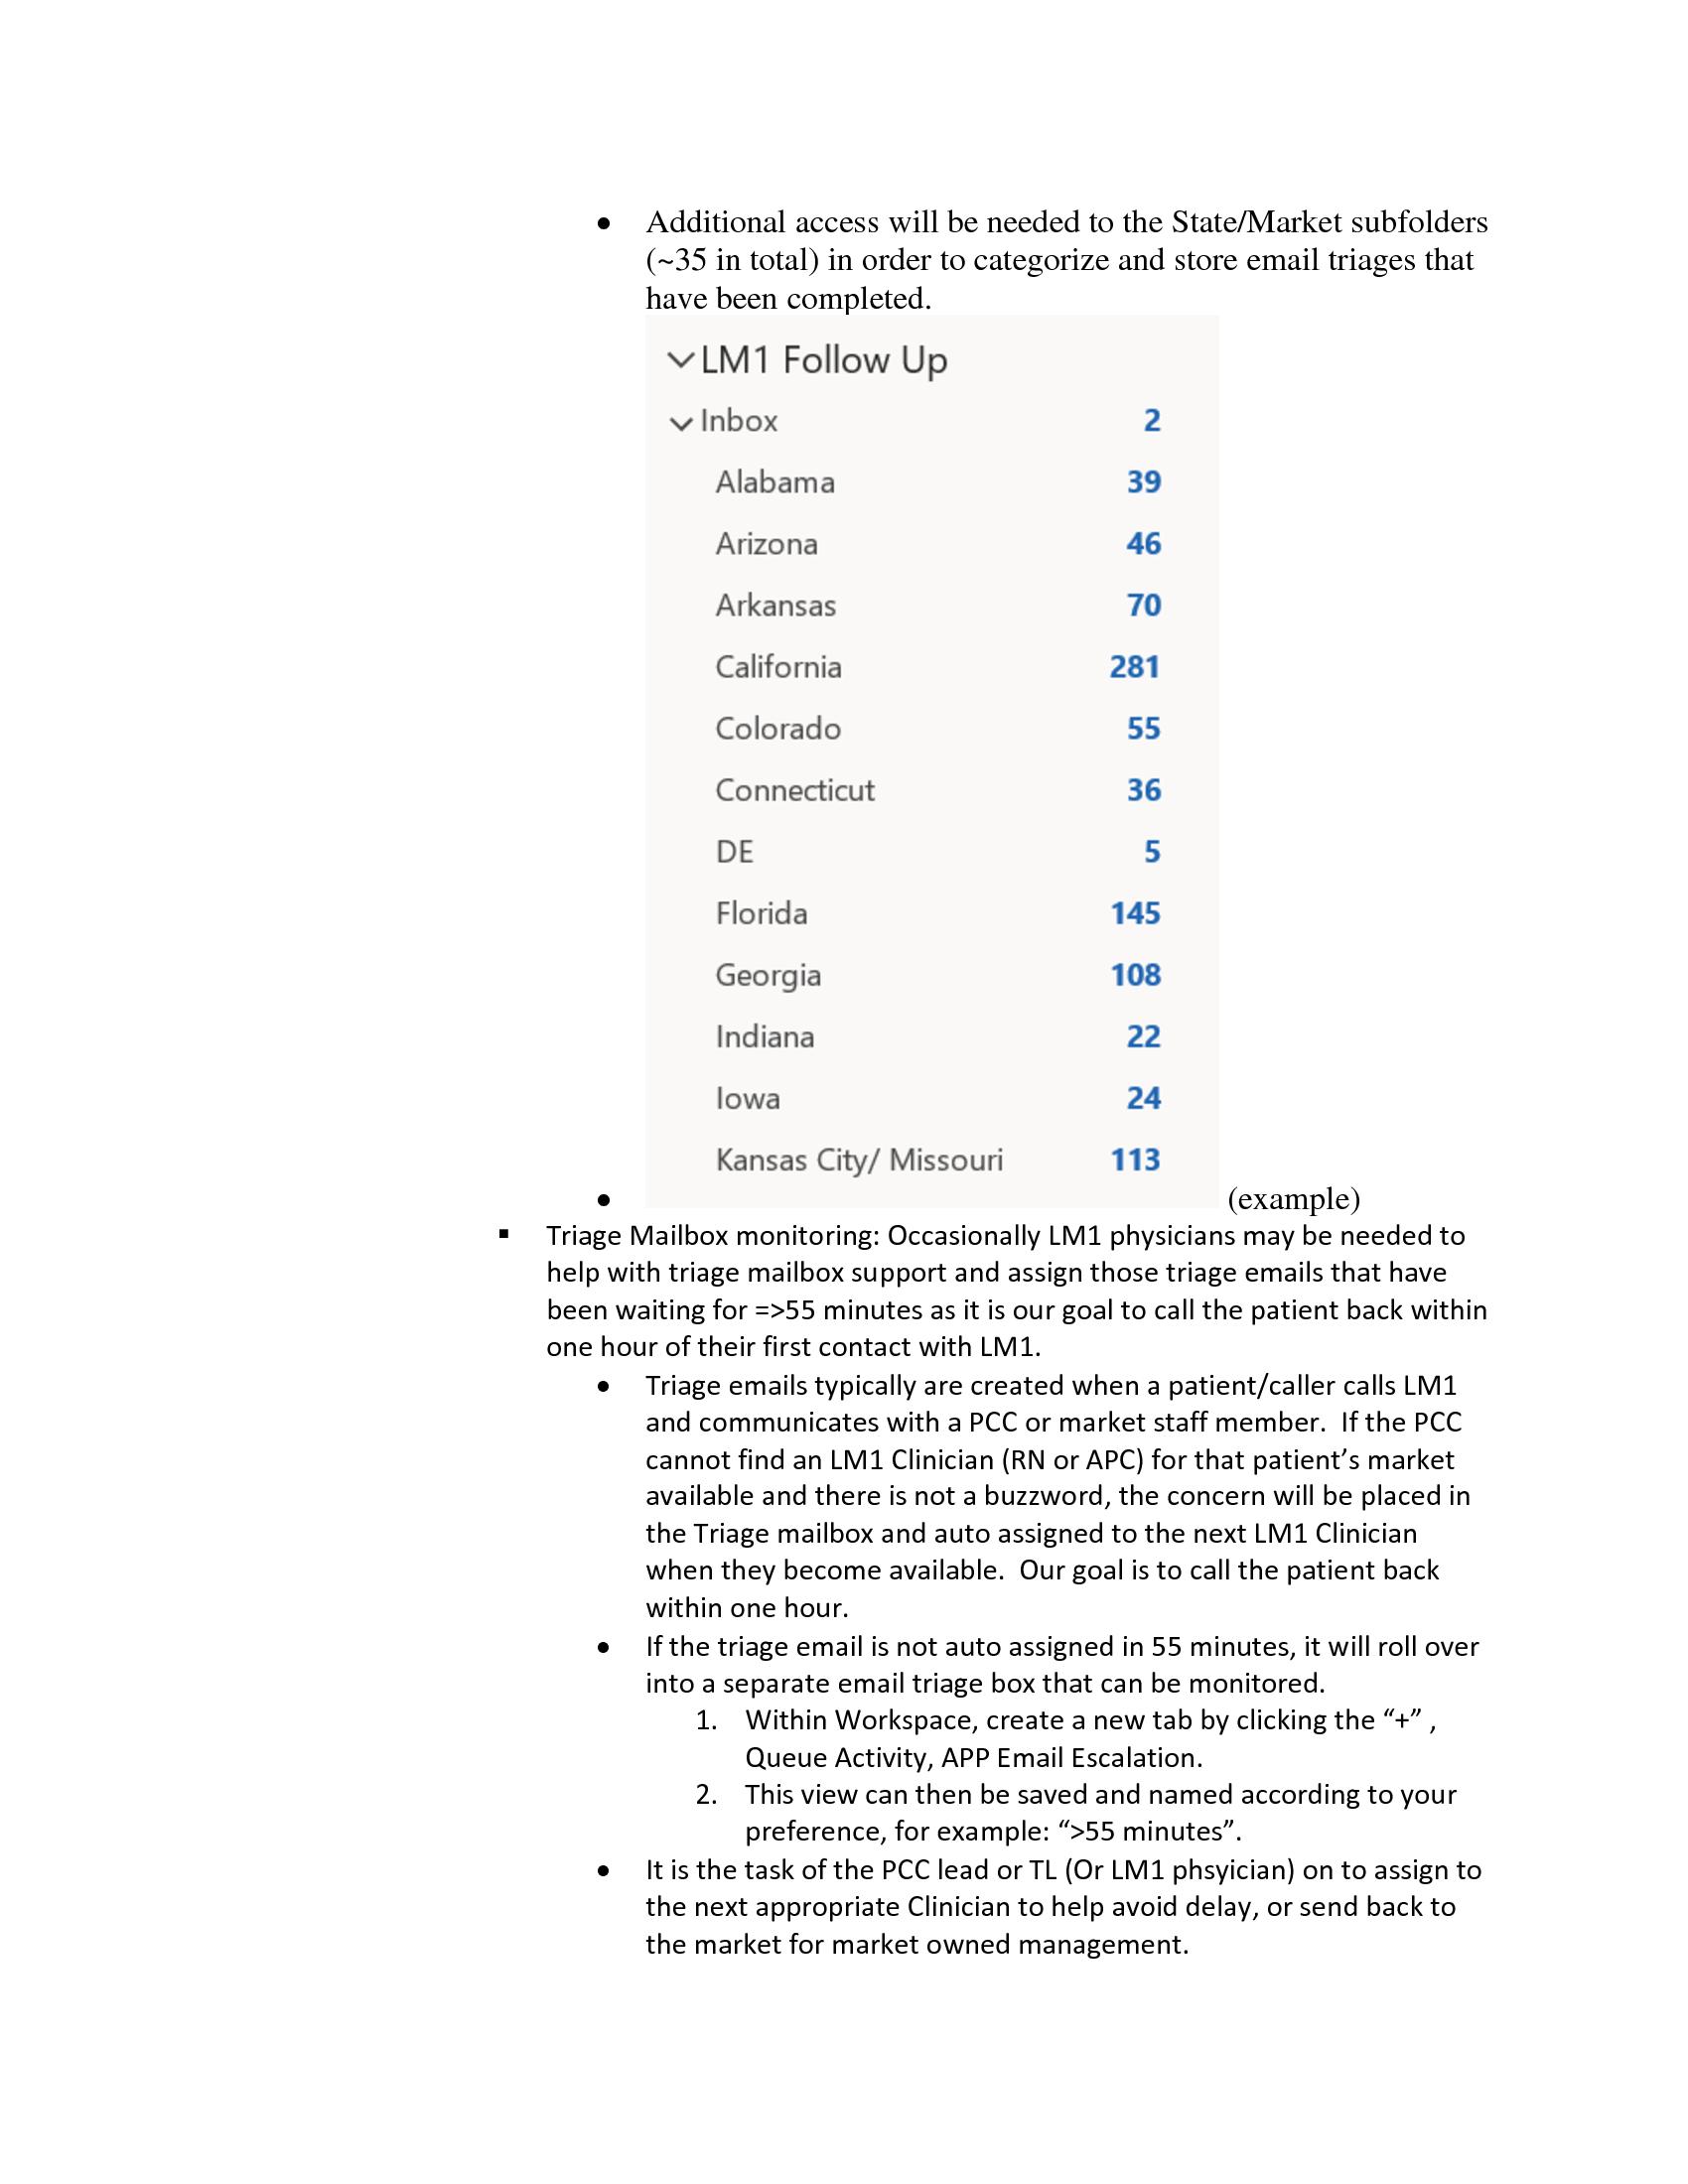 • Additional access will be needed to the State/Market subfolders
(~35 in total) in order to categorize and store email triages that
have been completed.
LM1 Follow Up
Inbox 2
Alabama 39
Arizona 46
Arkansas 70
California 281
Colorado 55
Connecticut 36
DE 5
Florida 145
Georgia 108
Indiana 22
Iowa 24
Kansas City/ Missouri 113
• (example)
▪ Triage Mailbox monitoring: Occasionally LM1 physicians may be needed to
help with triage mailbox support and assign those triage emails that have
been waiting for =>55 minutes as it is our goal to call the patient back within
one hour of their first contact with LM1.
• Triage emails typically are created when a patient/caller calls LM1
and communicates with a PCC or market staff member.  If the PCC
cannot find an LM1 Clinician (RN or APC) for that patient’s market
available and there is not a buzzword, the concern will be placed in
the Triage mailbox and auto assigned to the next LM1 Clinician
when they become available.  Our goal is to call the patient back
within one hour.
• If the triage email is not auto assigned in 55 minutes, it will roll over
into a separate email triage box that can be monitored.
1. Within Workspace, create a new tab by clicking the “+” ,
Queue Activity, APP Email Escalation.
2. This view can then be saved and named according to your
preference, for example: “>55 minutes”.
• It is the task of the PCC lead or TL (Or LM1 phsyician) on to assign to
the next appropriate Clinician to help avoid delay, or send back to
the market for market owned management.